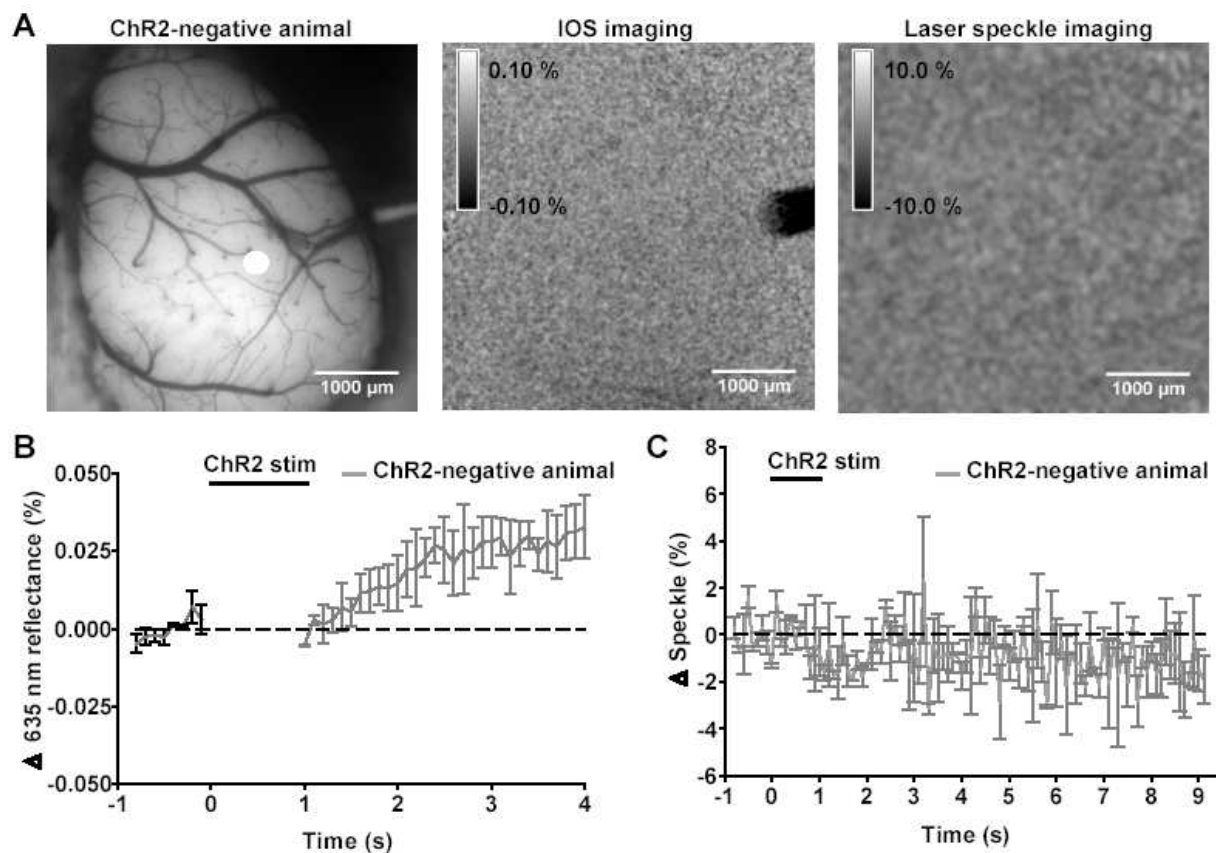 A
ChR2-negative animal
IOS imaging
Laser speckle imaging
0.10 %
-0.10 %
10.0 %
-10.0 %
1000 µm
1000 µm
1000 µm
B
ChR2 stim
ChR2-negative animal
Δ 635 nm reflectance (%)
0.050
0.025
0.000
-0.025
-0.050
-1 0 1 2 3 4
Time (s)
C
ChR2 stim
ChR2-negative animal
Δ Speckle (%)
8
6
4
2
0
-2
-4
-6
-1 0 1 2 3 4 5 6 7 8 9
Time (s)